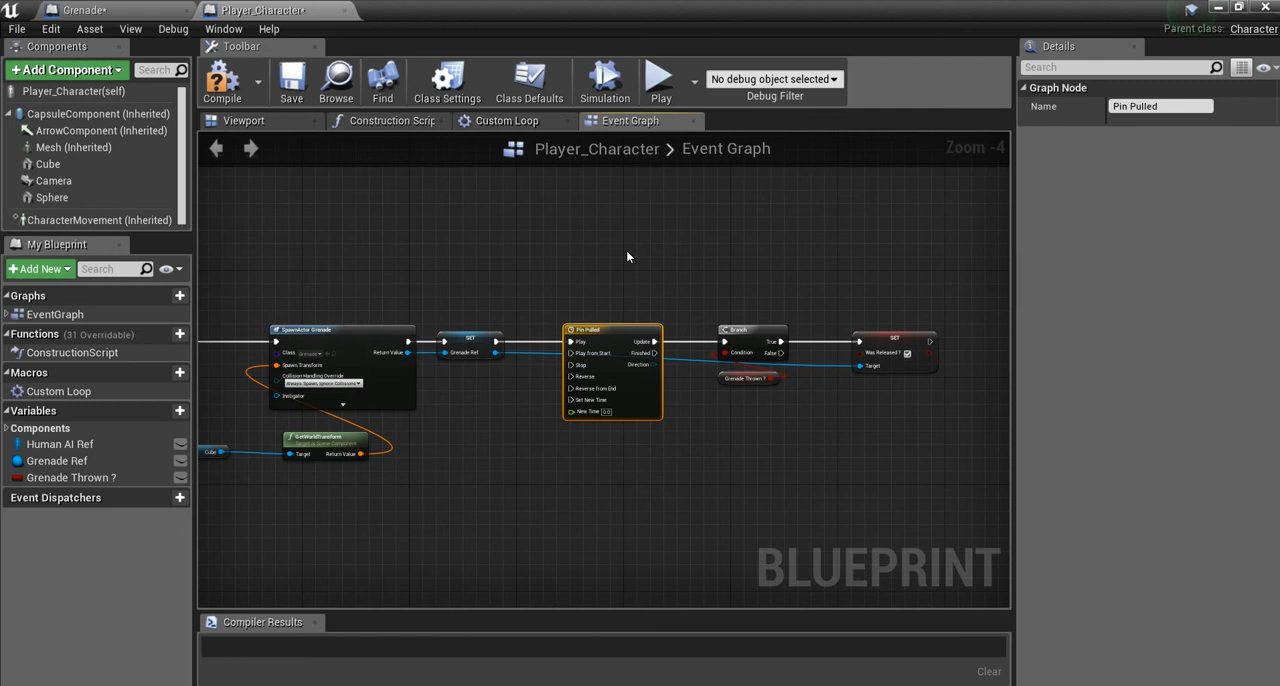 Grenade*
Player_Character*
File Edit Asset View Window Debug Help
Parent class: Character
Components
Toolbar
Details
+Add Component
Search
Compile
Save
Browse
Find
Class Settings
Class Defaults
Simulation
Play
No debug object selected
Debug Filter
Search
Player_Character(self)
CapsuleComponent (Inherited)
ArrowComponent (Inherited)
Mesh (Inherited)
Cube
Camera
Sphere
CharacterMovement (Inherited)
Graph Node
Name
Pin Pulled
Viewport
Construction Scrip
Custom Loop
Event Graph
Player_Character > Event Graph
Zoom -4
My Blueprint
+Add New
Search
Graphs
EventGraph
Functions (31 Overridable)
ConstructionScript
Macros
Custom Loop
Variables
Components
Human AI Ref
Grenade Ref
Grenade Thrown ?
Event Dispatchers
SpawnActor Grenade
Class Grenade
Return Value
Spawn Transform
Collision Handling Override
Always Spawn, Ignore Collisions
Instigator
SET
Grenade Ref
Pin Pulled
Play
Update
Play from Start
Finished
Stop
Direction
Reverse
Reverse from End
Set New Time
New Time 0.0
Branch
True
Condition
False
Grenade Thrown ?
SET
Was Released ?
Target
GetWorldTransform
Target is Scene Component
Target
Return Value
Cube
BLUEPRINT
Compiler Results
Clear